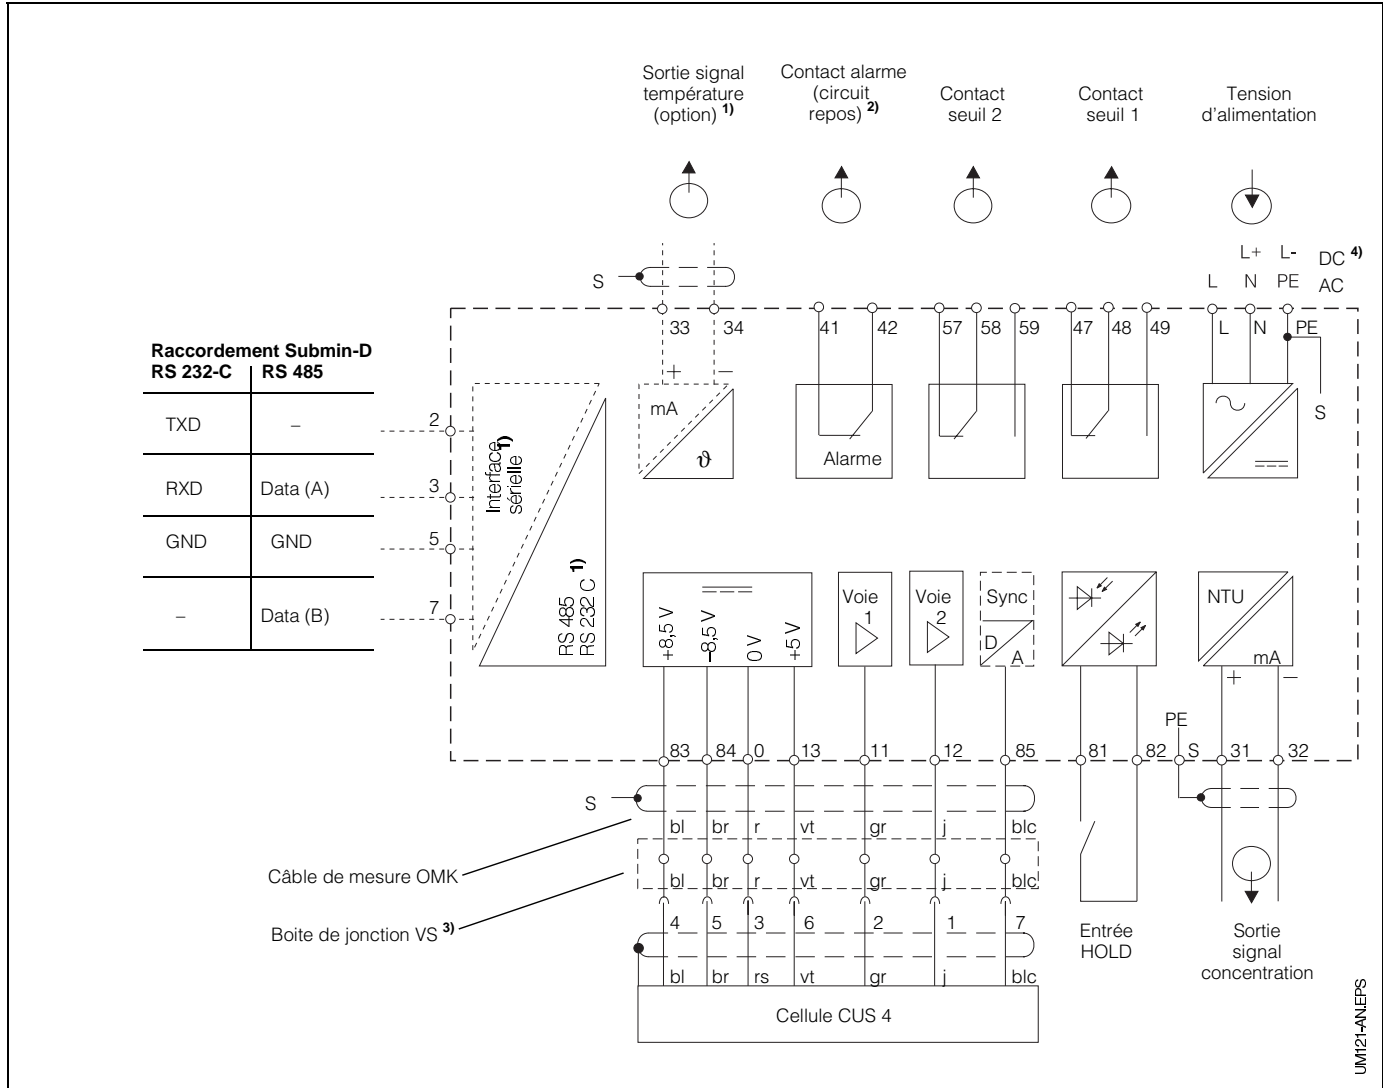 Sortie signal
température
(option) 1)
Contact alarme
(circuit
repos) 2)
Contact
seuil 2
Contact
seuil 1
Tension
d'alimentation
L+ L- DC 4)
L N PE AC
S
33 34 41 42 57 58 59 47 48 49 L N PE
S
+ −
mA
ϑ
Alarme
Raccordement Submin-D
RS 232-C RS 485
TXD – 2
RXD Data (A) 3
GND GND 5
– Data (B) 7
Interface 1)
sérielle
RS 485
RS 232 C 1)
+8,5 V
-8,5 V
0 V
+5 V
Voie
1
Voie
2
Sync
D
A
NTU
mA
+ −
PE
83 84 0 13 11 12 85 81 82 S 31 32
S
bl br r vt gr j blc
Câble de mesure OMK
bl br r vt gr j blc
Boite de jonction VS 3)
4 5 3 6 2 1 7
bl br rs vt gr j blc
Cellule CUS 4
Entrée
HOLD
Sortie
signal
concentration
UM121-AN.EPS